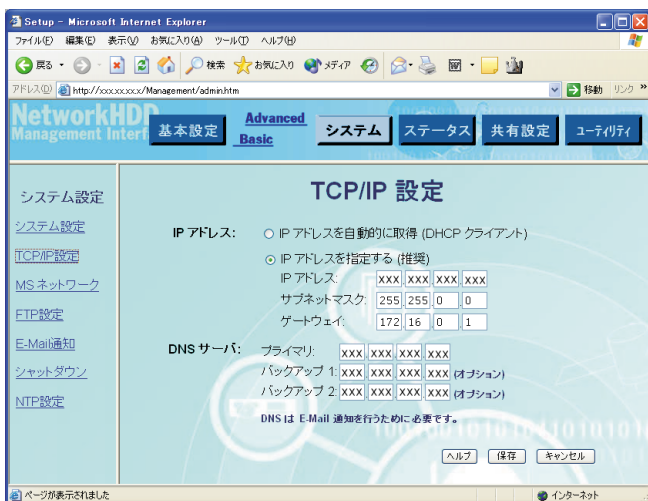 Setup - Microsoft Internet Explorer
ファイル(F) 編集(E) 表示(V) お気に入り(A) ツール(T) ヘルプ(H)
戻る 検索 お気に入り メディア
アドレス(D) http://xxx.xxx.xxx/Management/admin.htm 移動 リンク »
NetworkHDD
Management Interf
基本設定 Advanced Basic システム ステータス 共有設定 ユーティリティ
システム設定
システム設定
TCP/IP設定
MS ネットワーク
FTP設定
E-Mail通知
シャットダウン
NTP設定
TCP/IP 設定
IP アドレス: IP アドレスを自動的に取得 (DHCP クライアント)
IP アドレスを指定する (推奨)
IP アドレス: xxx.xxx.xxx.xxx
サブネットマスク: 255.255.0.0
ゲートウェイ: 172.16.0.1
DNS サーバ: プライマリ: xxx.xxx.xxx.xxx
バックアップ 1: xxx.xxx.xxx.xxx (オプション)
バックアップ 2: xxx.xxx.xxx.xxx (オプション)
DNS は E-Mail 通知を行うために必要です。
ヘルプ 保存 キャンセル
ページが表示されました インターネット